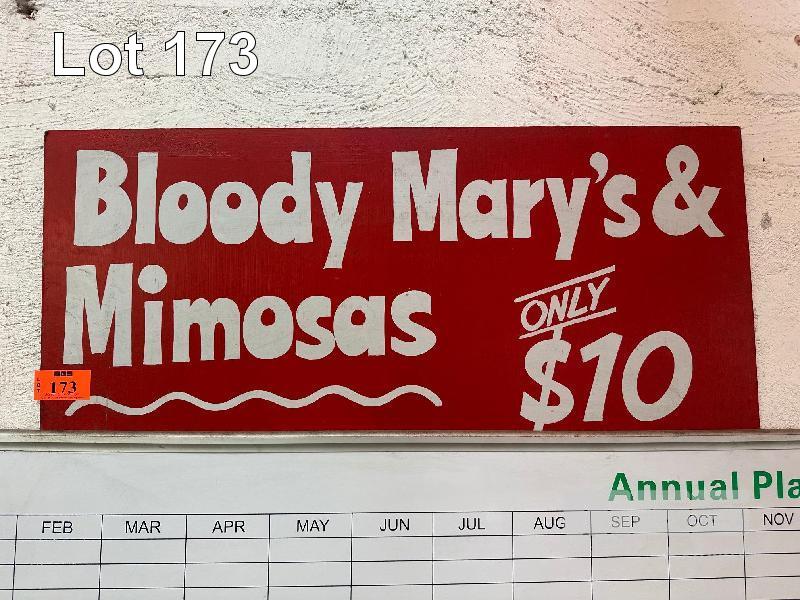 Lot 173
Bloody Mary's &
Mimosas
ONLY
$10
LOT 173
Annual Pla
FEB MAR APR MAY JUN JUL AUG SEP OCT NOV